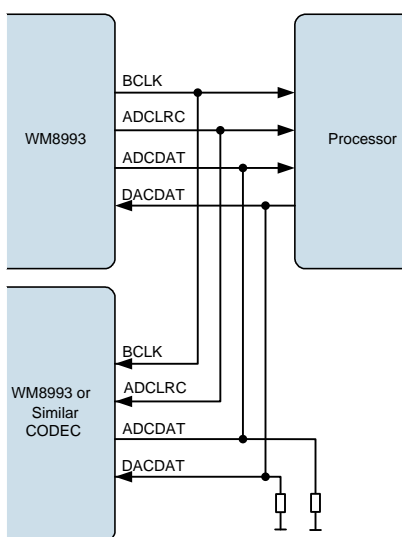 BCLK
ADCLRC
WM8993
Processor
ADCDAT
DACDAT
BCLK
ADCLRC
WM8993 or
Similar
CODEC
ADCDAT
DACDAT